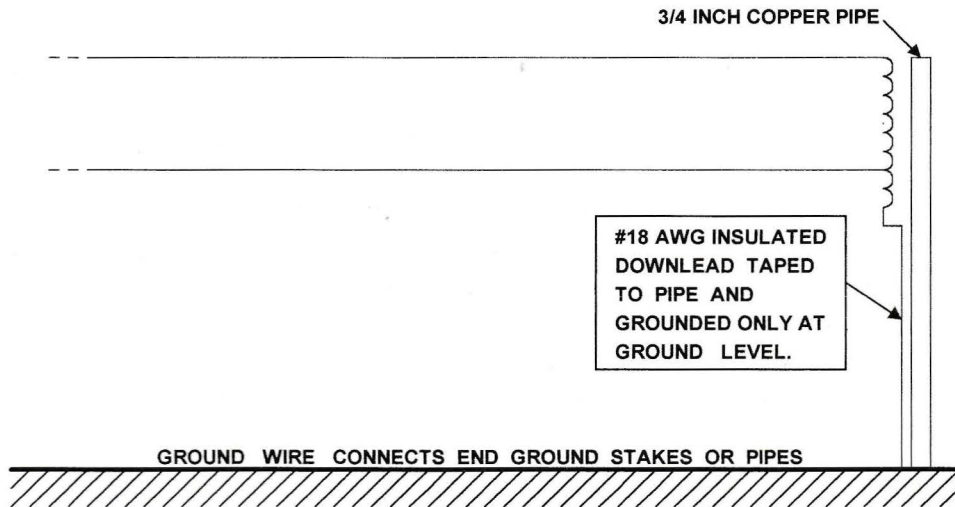 3/4 INCH COPPER PIPE
#18 AWG INSULATED
DOWNLEAD TAPED
TO PIPE AND
GROUNDED ONLY AT
GROUND LEVEL.
GROUND WIRE CONNECTS END GROUND STAKES OR PIPES